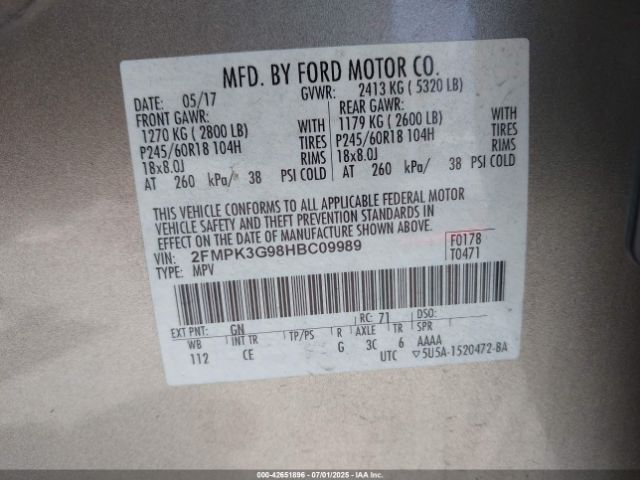 MFD. BY FORD MOTOR CO.
DATE: 05/17 GVWR: 2413 KG ( 5320 LB)
FRONT GAWR: REAR GAWR:
1270 KG ( 2800 LB) WITH 1179 KG ( 2600 LB) WITH
P245/60R18 104H TIRES P245/60R18 104H TIRES
18x8.0J RIMS 18x8.0J RIMS
AT 260 kPa/ 38 PSI COLD AT 260 kPa/ 38 PSI COLD
THIS VEHICLE CONFORMS TO ALL APPLICABLE FEDERAL MOTOR
VEHICLE SAFETY AND THEFT PREVENTION STANDARDS IN
EFFECT ON THE DATE OF MANUFACTURE SHOWN ABOVE.
VIN: 2FMPK3G98HBC09989 F0178
TYPE: MPV T0471
EXT PNT: GN RC: 71 DSO:
WB INT TR TP/PS R AXLE TR SPR
112 CE G 3C 6 AAAA
UTC ▽5U5A-1520472-BA
000-42651896 | 07/01/2025 | IAA, Inc.